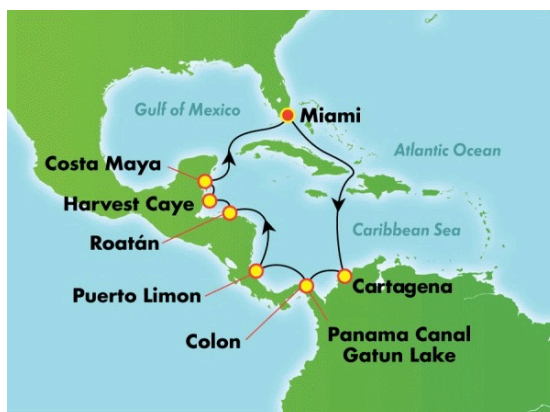 Gulf of Mexico
Miami
Atlantic Ocean
Costa Maya
Harvest Caye
Roatán
Caribbean Sea
Puerto Limon
Cartagena
Colon
Panama Canal
Gatun Lake